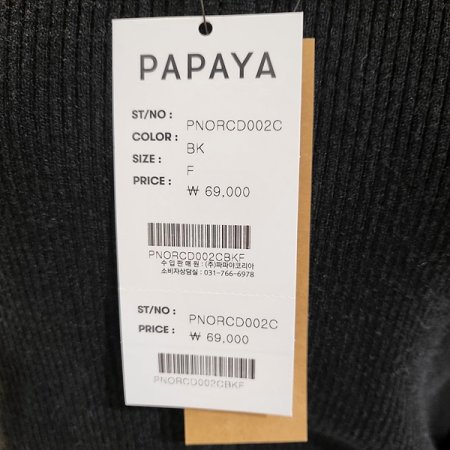 PAPAYA
ST/NO : PNORCD002C
COLOR : BK
SIZE : F
PRICE : ₩ 69,000
PNORCD002CBKF
수 입 판 매 원 : (주)파파야코리아
소비자상담실 : 031-766-6978
ST/NO : PNORCD002C
PRICE : ₩ 69,000
PNORCD002CBKF